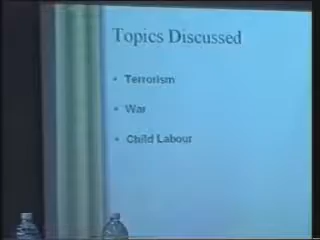 Topics Discussed
• Terrorism
• War
• Child Labour